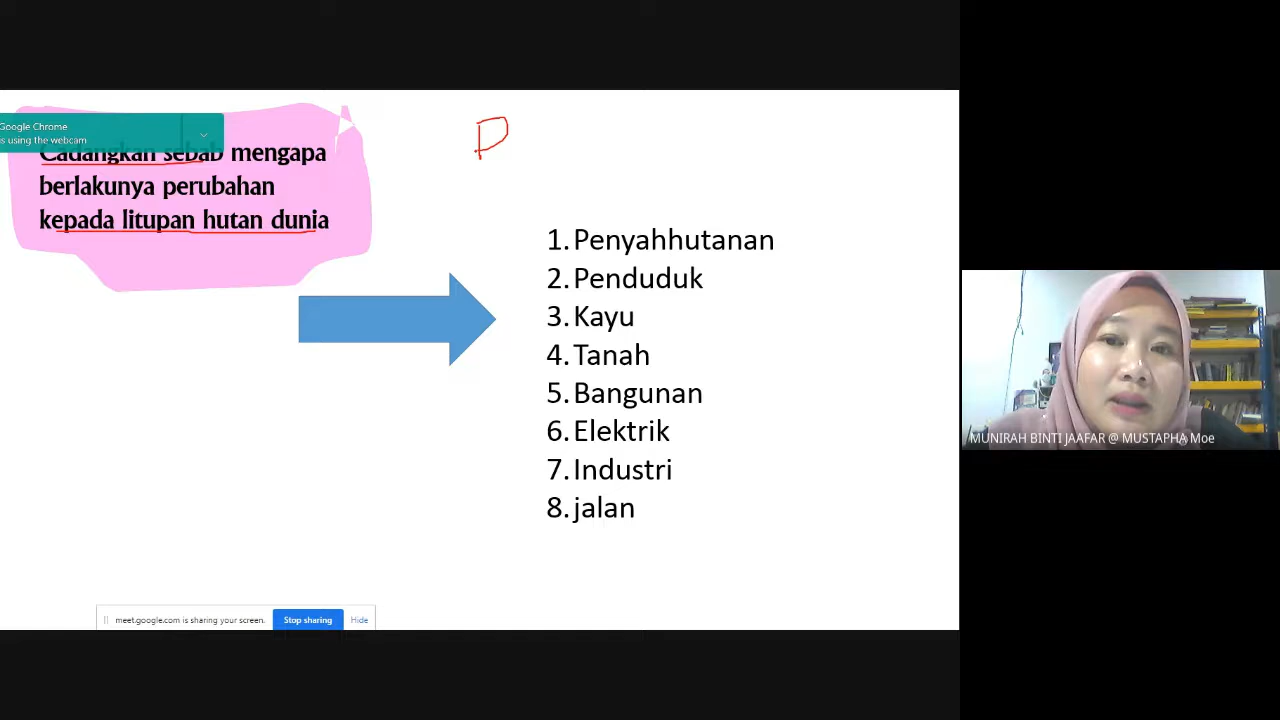 Google Chrome
is using the webcam
Cadangkan sebab mengapa
berlakunya perubahan
kepada litupan hutan dunia
P
1. Penyahhutanan
2. Penduduk
3. Kayu
4. Tanah
5. Bangunan
6. Elektrik
7. Industri
8. jalan
MUNIRAH BINTI JAAFAR @ MUSTAPHA Moe
meet.google.com is sharing your screen. Stop sharing Hide